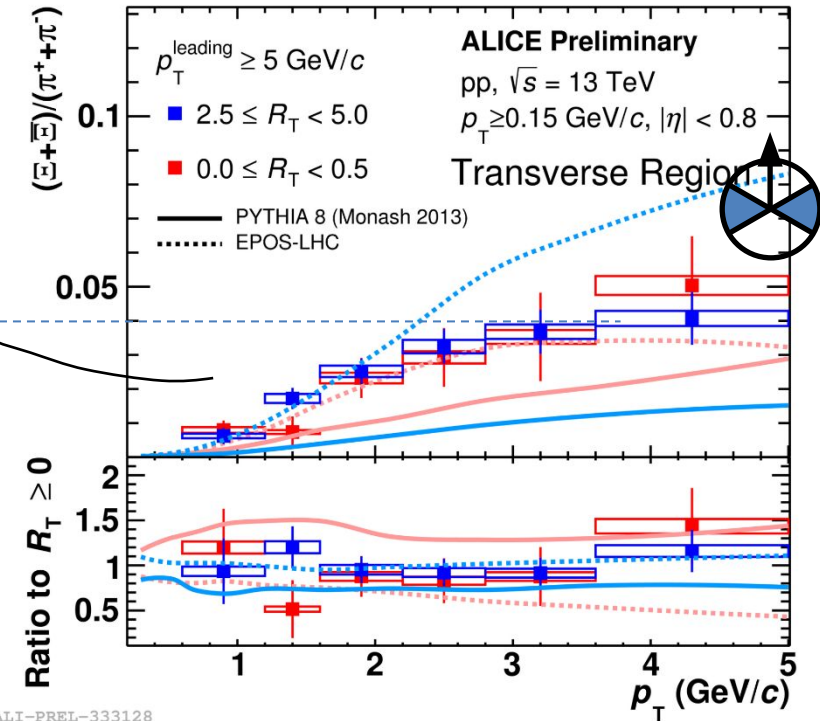 (Ξ+Ξ̅)/(π⁺+π⁻)
p_T^leading ≥ 5 GeV/c
2.5 ≤ R_T < 5.0
0.0 ≤ R_T < 0.5
PYTHIA 8 (Monash 2013)
EPOS-LHC
ALICE Preliminary
pp, √s = 13 TeV
p_T≥0.15 GeV/c, |η| < 0.8
Transverse Region
0.1
0.05
Ratio to R_T ≥ 0
2
1.5
1
0.5
1 2 3 4 5
p_T (GeV/c)
ALI-PREL-333128